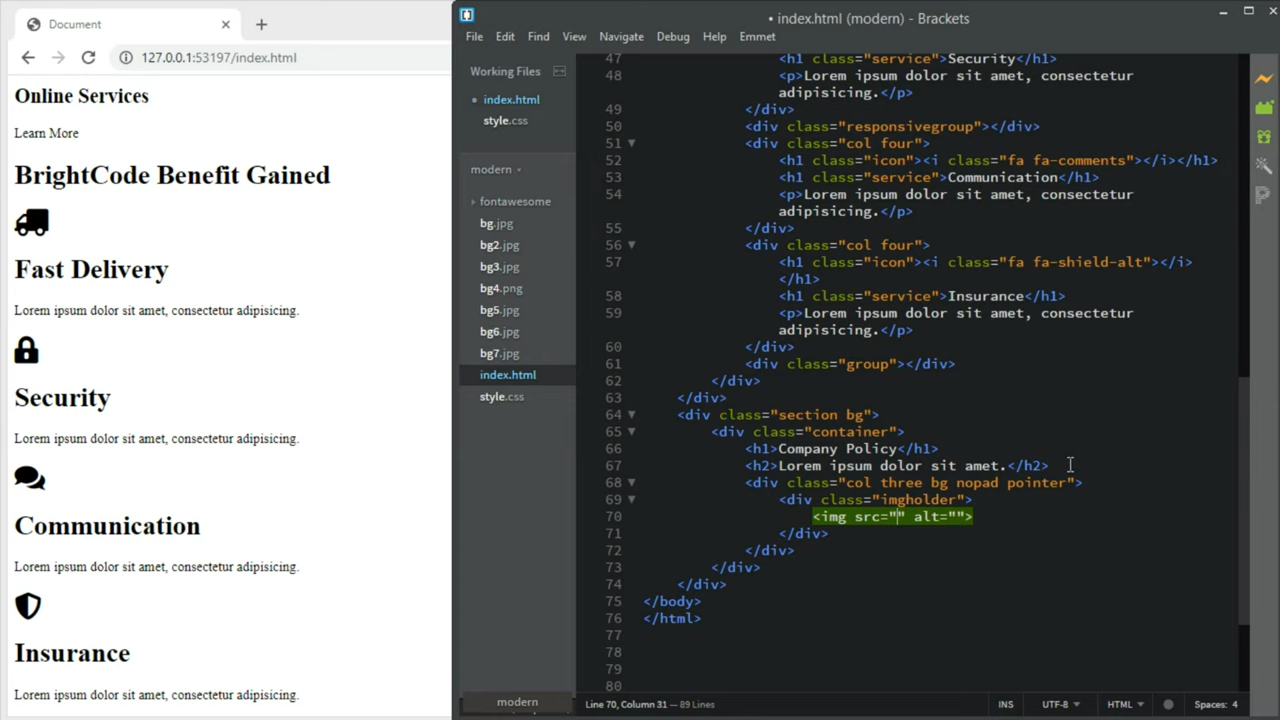 Document
127.0.0.1:53197/index.html
Online Services
Learn More
BrightCode Benefit Gained
Fast Delivery
Lorem ipsum dolor sit amet, consectetur adipisicing.
Security
Lorem ipsum dolor sit amet, consectetur adipisicing.
Communication
Lorem ipsum dolor sit amet, consectetur adipisicing.
Insurance
Lorem ipsum dolor sit amet, consectetur adipisicing.
• index.html (modern) - Brackets
File Edit Find View Navigate Debug Help Emmet
Working Files
index.html
style.css
modern
fontawesome
bg.jpg
bg2.jpg
bg3.jpg
bg4.png
bg5.jpg
bg6.jpg
bg7.jpg
index.html
style.css
modern
47 <h1 class="service">Security</h1>
48 <p>Lorem ipsum dolor sit amet, consectetur
adipisicing.</p>
49 </div>
50 <div class="responsivegroup"></div>
51 <div class="col four">
52 <h1 class="icon"><i class="fa fa-comments"></i></h1>
53 <h1 class="service">Communication</h1>
54 <p>Lorem ipsum dolor sit amet, consectetur
adipisicing.</p>
55 </div>
56 <div class="col four">
57 <h1 class="icon"><i class="fa fa-shield-alt"></i>
</h1>
58 <h1 class="service">Insurance</h1>
59 <p>Lorem ipsum dolor sit amet, consectetur
adipisicing.</p>
60 </div>
61 <div class="group"></div>
62 </div>
63 </div>
64 <div class="section bg">
65 <div class="container">
66 <h1>Company Policy</h1>
67 <h2>Lorem ipsum dolor sit amet.</h2>
68 <div class="col three bg nopad pointer">
69 <div class="imgholder">
70 <img src="" alt="">
71 </div>
72 </div>
73 </div>
74 </div>
75 </body>
76 </html>
77
78
79
80
Line 70, Column 31 — 89 Lines
INS UTF-8 HTML Spaces: 4